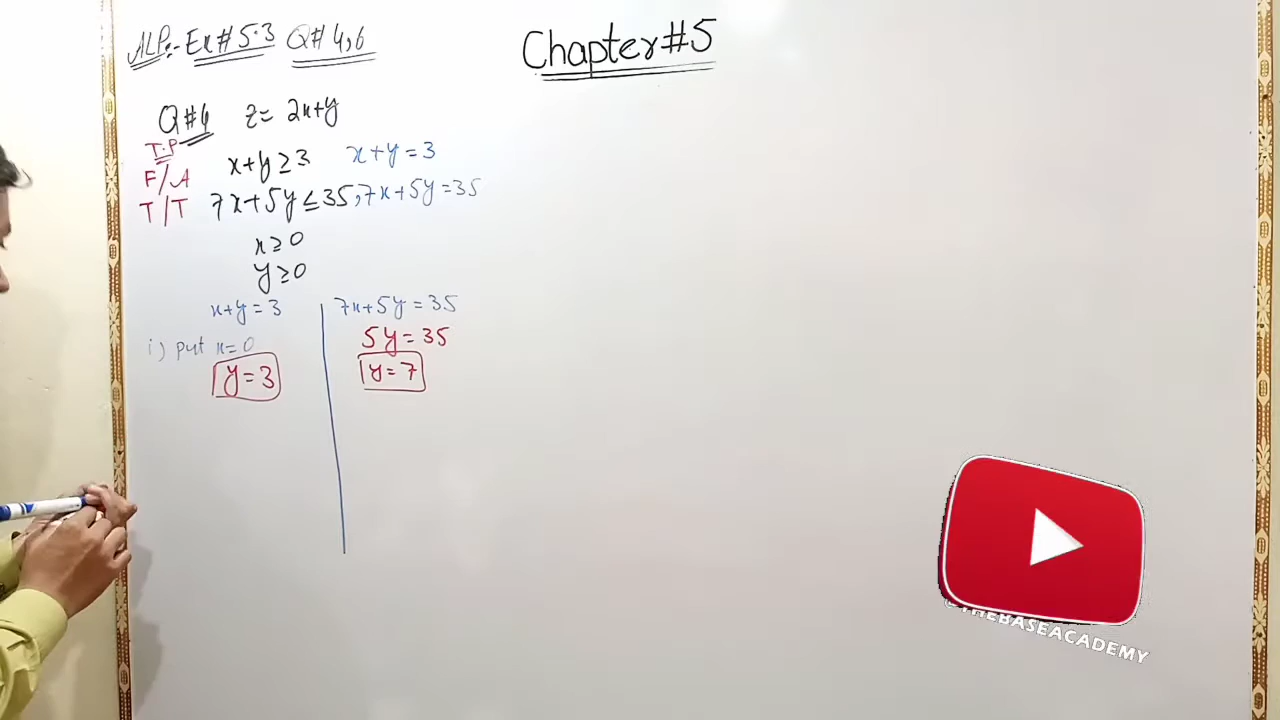 ALP:- Ex# 5.3 Q# 4,6
Chapter#5
Q#4 z= 2x+y
T.P
x+y ≥ 3 x+y = 3
F/A
7x+5y ≤ 35, 7x+5y = 35
T/T
x ≥ 0
y ≥ 0
x+y = 3 7x+5y = 35
i) put x=0 5y = 35
y = 3 y = 7
THEBASEACADEMY